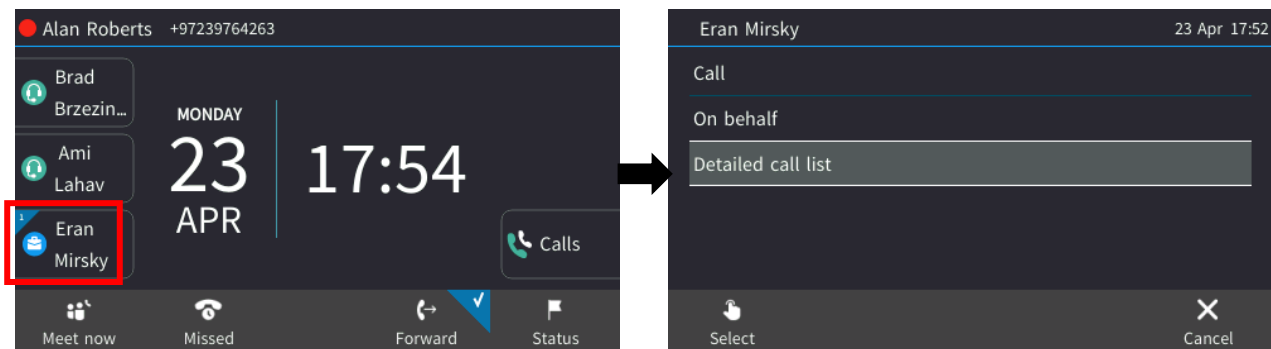 Alan Roberts +97239764263
Brad
Brzezin...
Ami
Lahav
1
Eran
Mirsky
MONDAY
23
APR
17:54
Calls
Meet now
Missed
Forward
Status
Eran Mirsky
23 Apr 17:52
Call
On behalf
Detailed call list
Select
Cancel